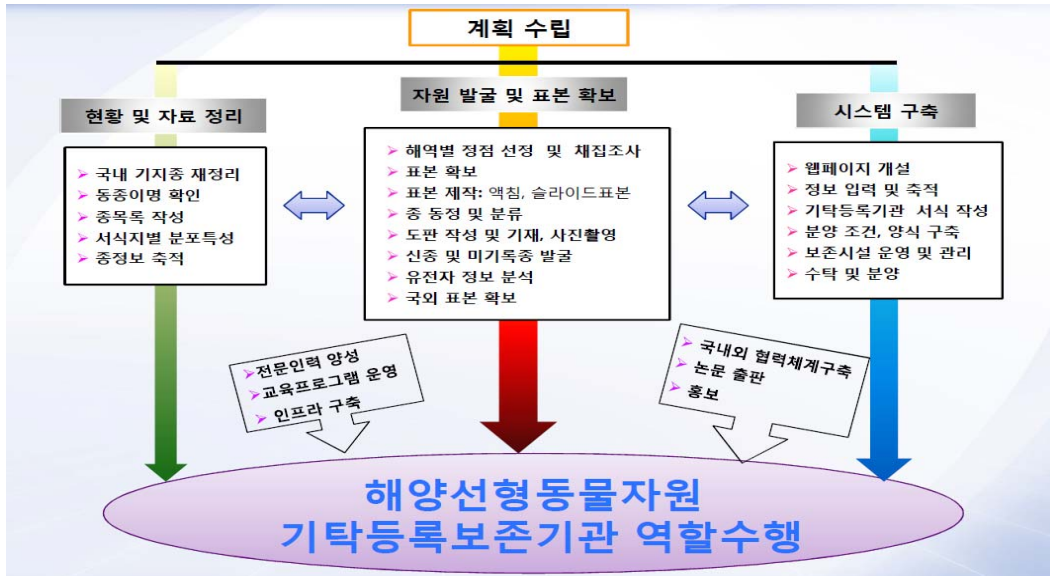 계획 수립
현황 및 자료 정리
➢ 국내 기지종 재정리
➢ 동종이명 확인
➢ 종목록 작성
➢ 서식지별 분포특성
➢ 종정보 축적
자원 발굴 및 표본 확보
➢ 해역별 정점 선정 및 채집조사
➢ 표본 확보
➢ 표본 제작: 액침, 슬라이드표본
➢ 종 동정 및 분류
➢ 도판 작성 및 기재, 사진촬영
➢ 신종 및 미기록종 발굴
➢ 유전자 정보 분석
➢ 국외 표본 확보
시스템 구축
➢ 웹페이지 개설
➢ 정보 입력 및 축적
➢ 기탁등록기관 서식 작성
➢ 분양 조건, 양식 구축
➢ 보존시설 운영 및 관리
➢ 수탁 및 분양
➢ 전문인력 양성
➢ 교육프로그램 운영
➢ 인프라 구축
➢ 국내외 협력체계구축
➢ 논문 출판
➢ 홍보
해양선형동물자원
기탁등록보존기관 역할수행